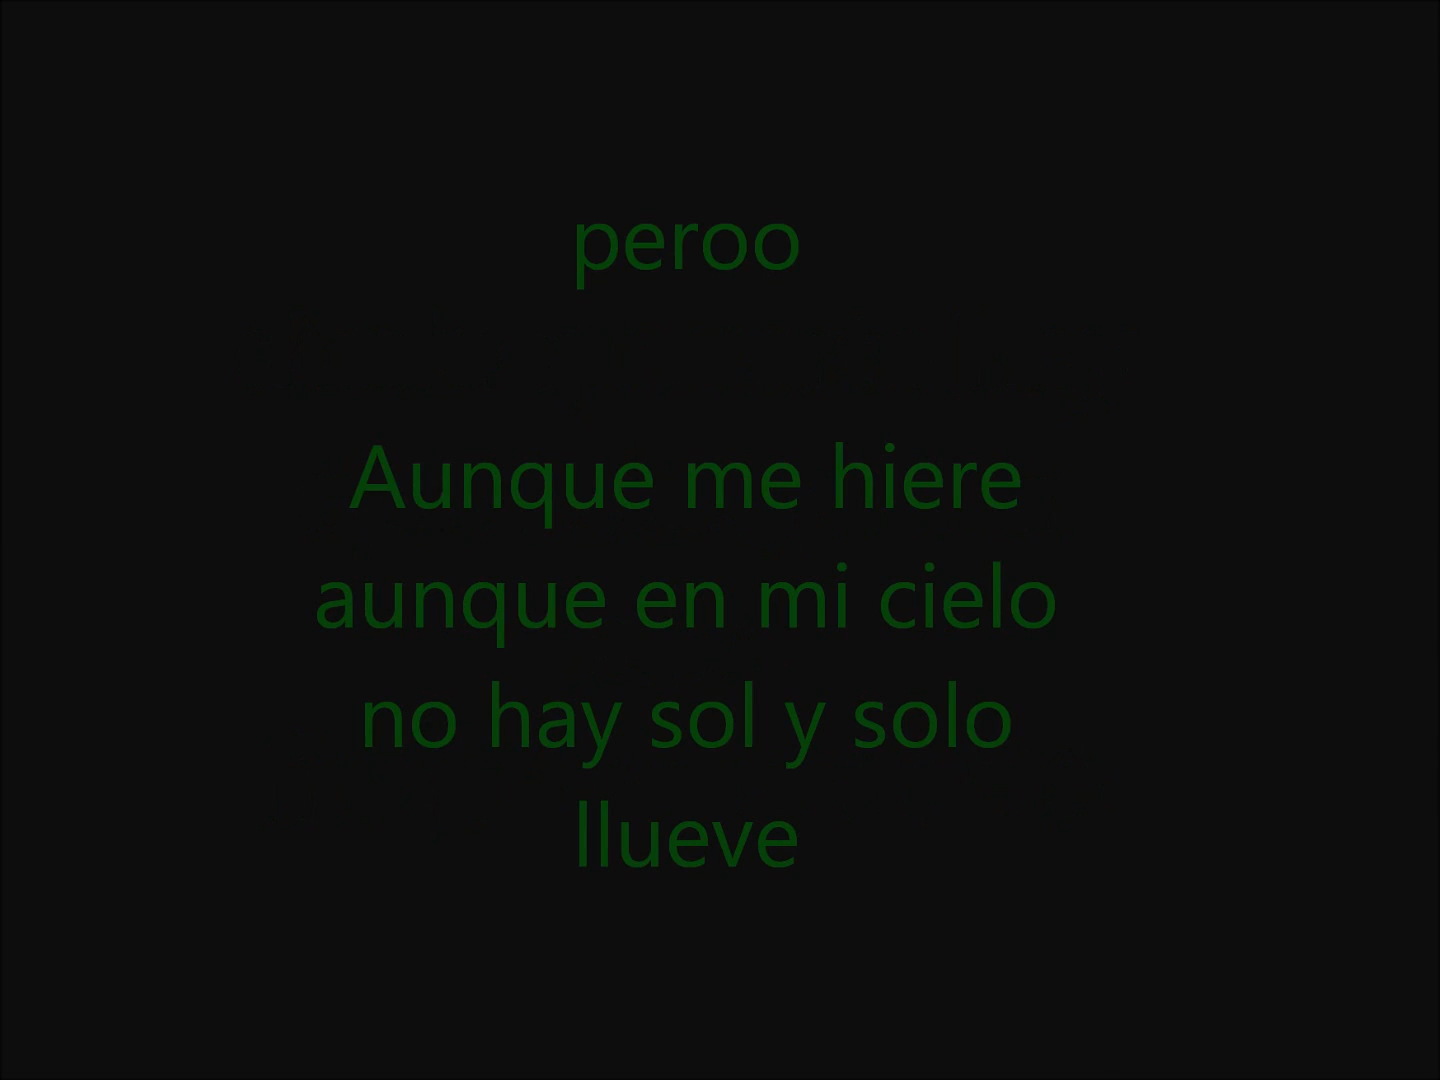 peroo
Aunque me hiere
aunque en mi cielo
no hay sol y solo
llueve